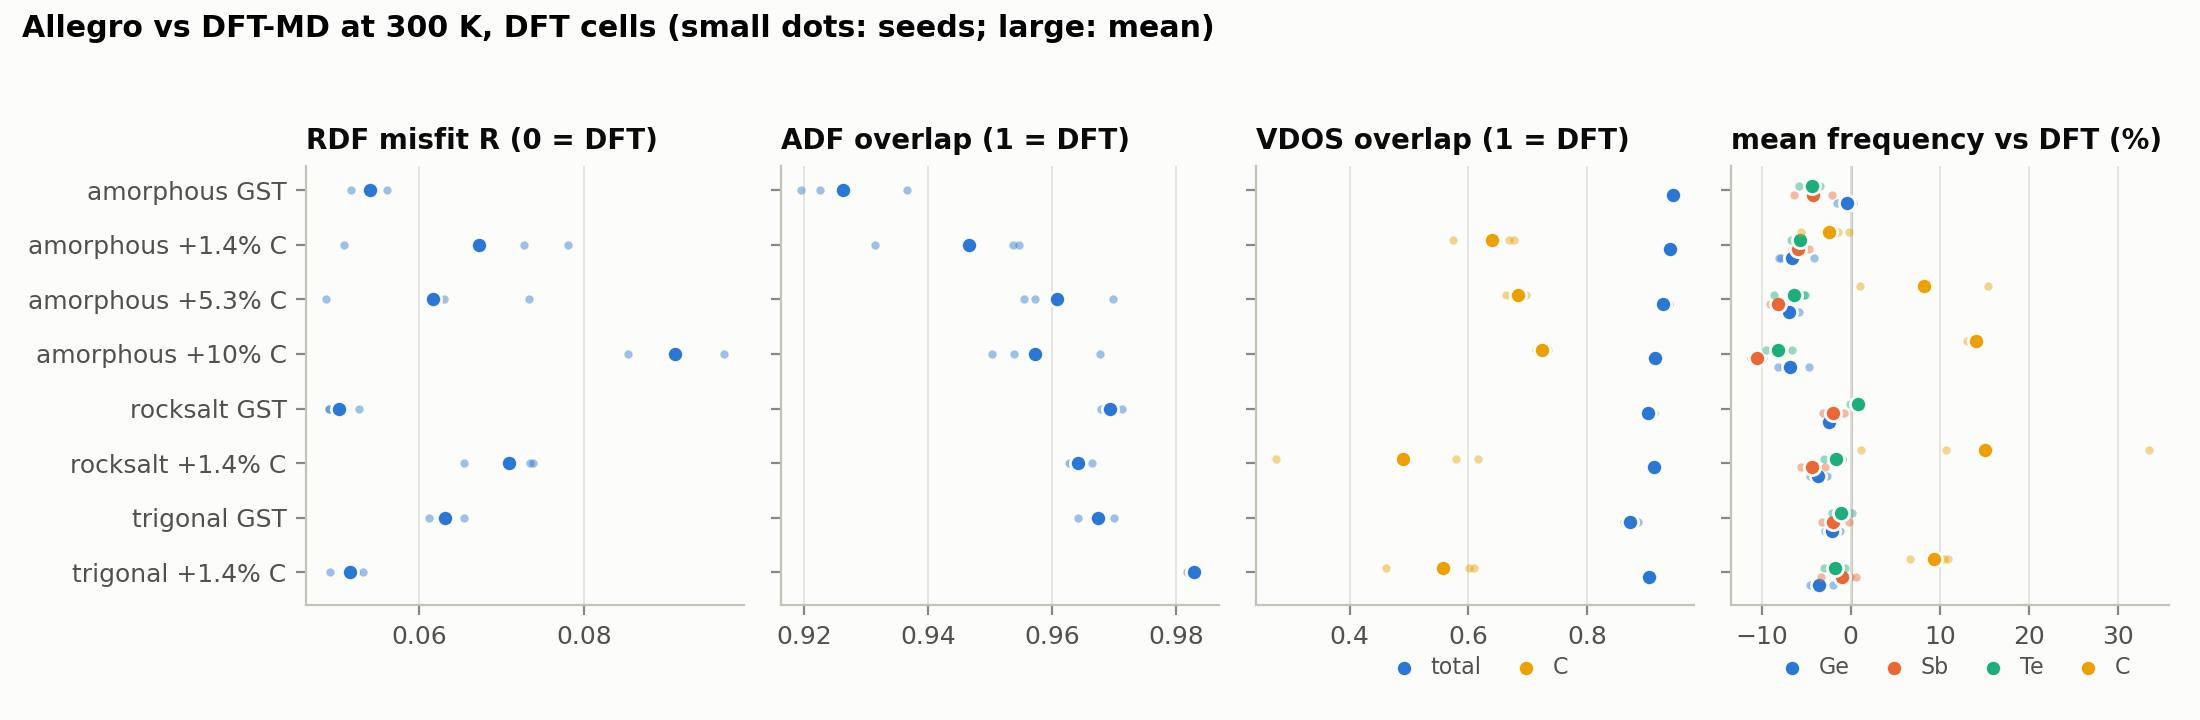 Allegro vs DFT-MD at 300 K, DFT cells (small dots: seeds; large: mean)
RDF misfit R (0 = DFT)
ADF overlap (1 = DFT)
VDOS overlap (1 = DFT)
mean frequency vs DFT (%)
amorphous GST
amorphous +1.4% C
amorphous +5.3% C
amorphous +10% C
rocksalt GST
rocksalt +1.4% C
trigonal GST
trigonal +1.4% C
0.06 0.08
0.92 0.94 0.96 0.98
0.4 0.6 0.8
−10 0 10 20 30
total C
Ge Sb Te C